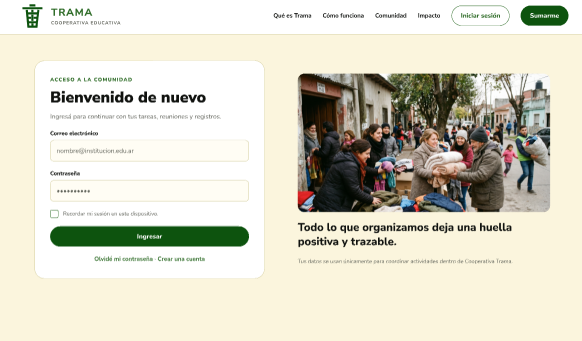 TRAMA
COOPERATIVA EDUCATIVA
Qué es Trama
Cómo funciona
Comunidad
Impacto
Iniciar sesión
Sumarme
ACCESO A LA COMUNIDAD
Bienvenido de nuevo
Ingresá para continuar con tus tareas, reuniones y registros.
Correo electrónico
nombre@institucion.edu.ar
Contraseña
••••••••••
Recordar mi sesión en este dispositivo.
Ingresar
Olvidé mi contraseña · Crear una cuenta
Todo lo que organizamos deja una huella
positiva y trazable.
Tus datos se usan únicamente para coordinar actividades dentro de Cooperativa Trama.